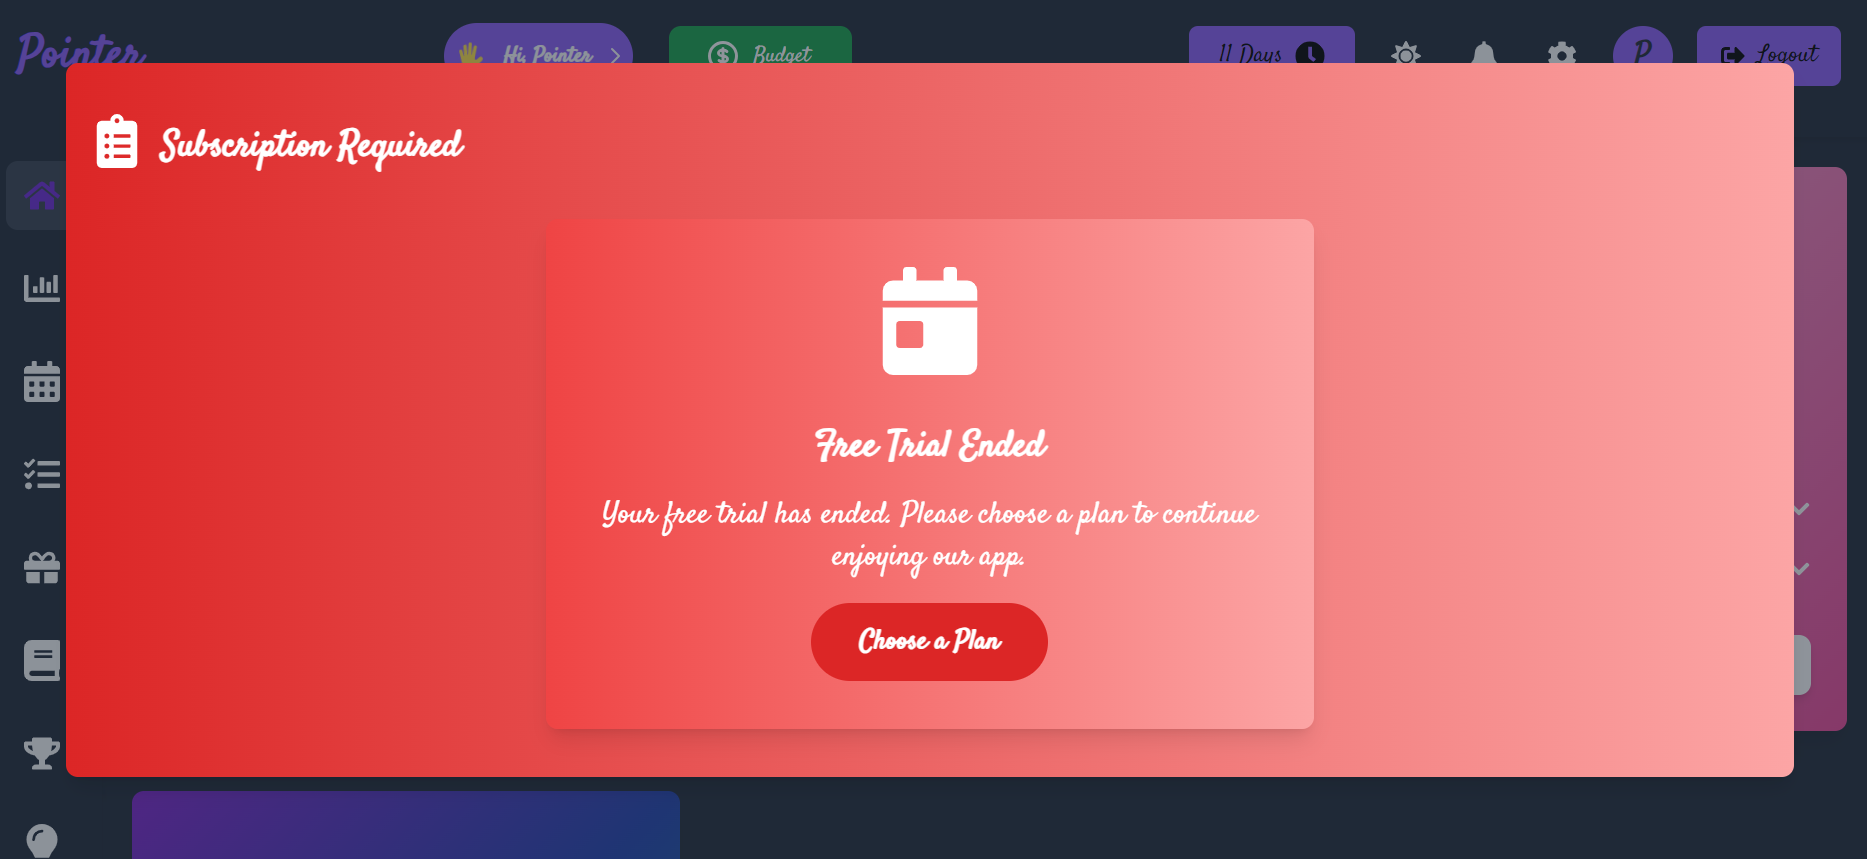 Pointer
Hi, Pointer
Budget
11 Days
P
Logout
Subscription Required
Free Trial Ended
Your free trial has ended. Please choose a plan to continue
enjoying our app.
Choose a Plan